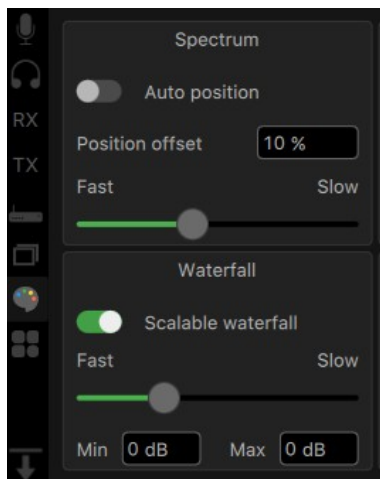 Spectrum
Auto position
RX
Position offset 10 %
TX
Fast Slow
Waterfall
Scalable waterfall
Fast Slow
Min 0 dB Max 0 dB